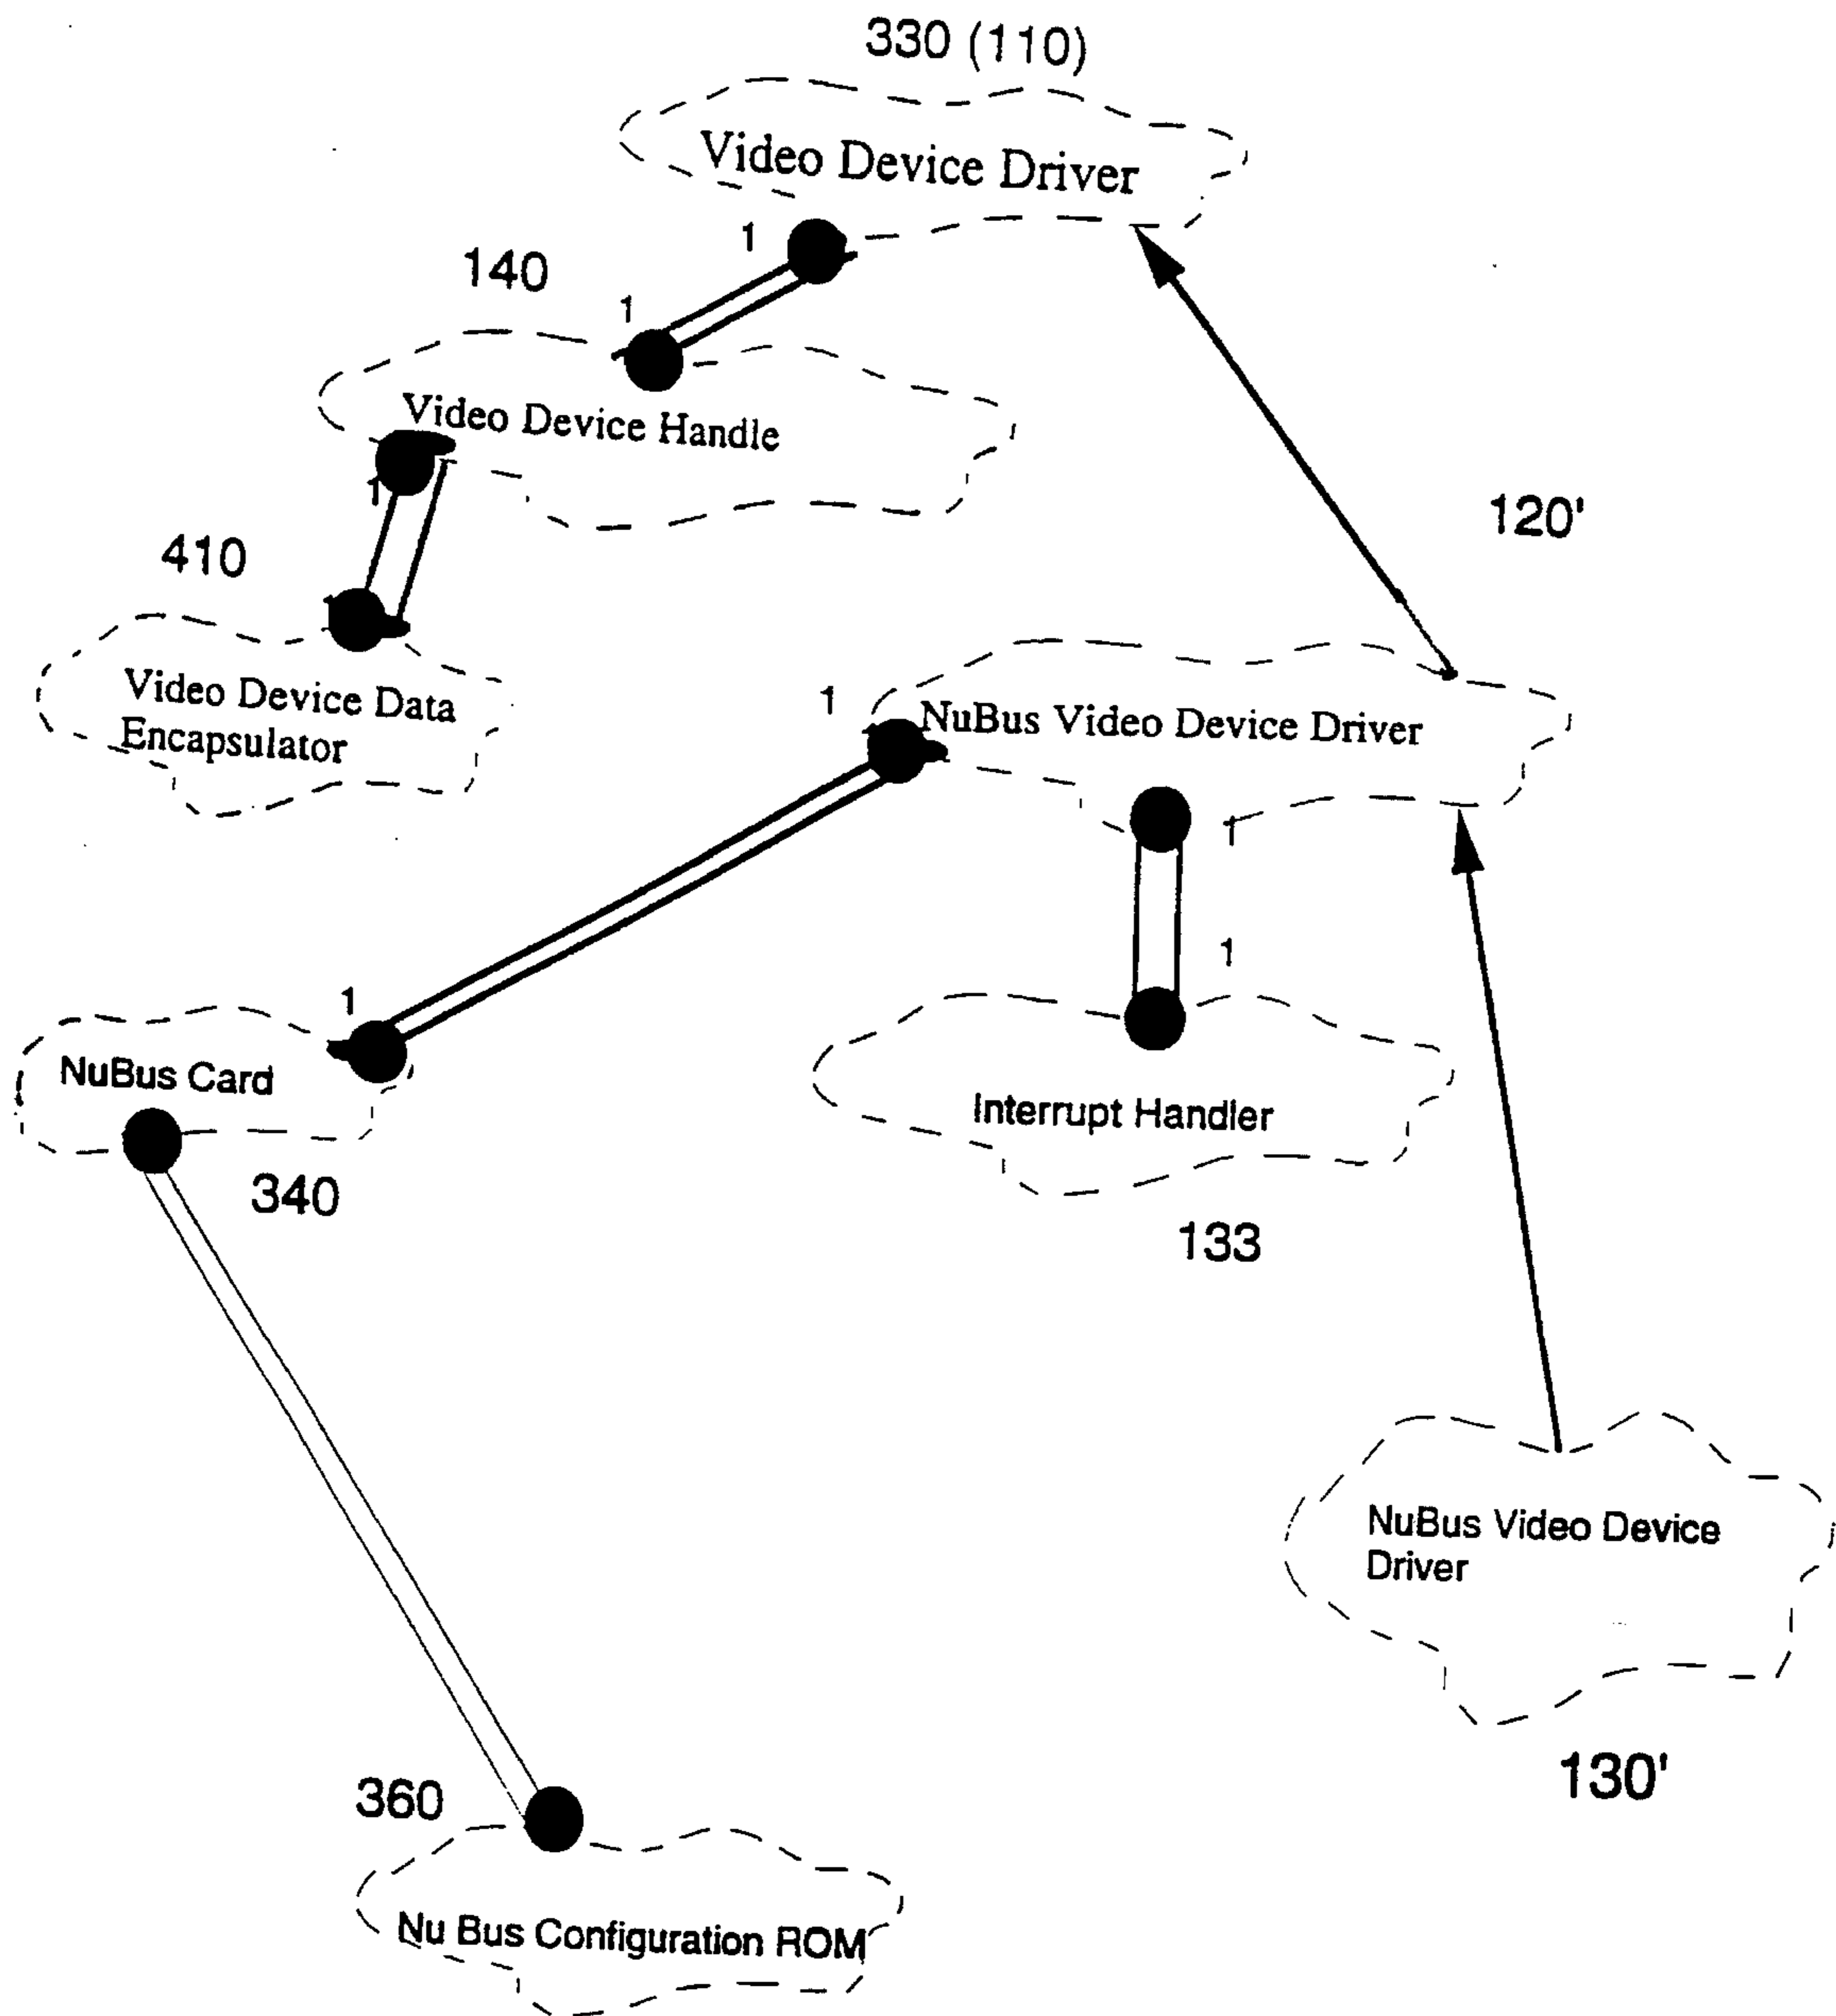 330 (110)
Video Device Driver
1
140
1
Video Device Handle
1
120'
410
Video Device Data
Encapsulator
1
NuBus Video Device Driver
1
1
1
NuBus Card
Interrupt Handler
340
133
NuBus Video Device
Driver
130'
360
Nu Bus Configuration ROM